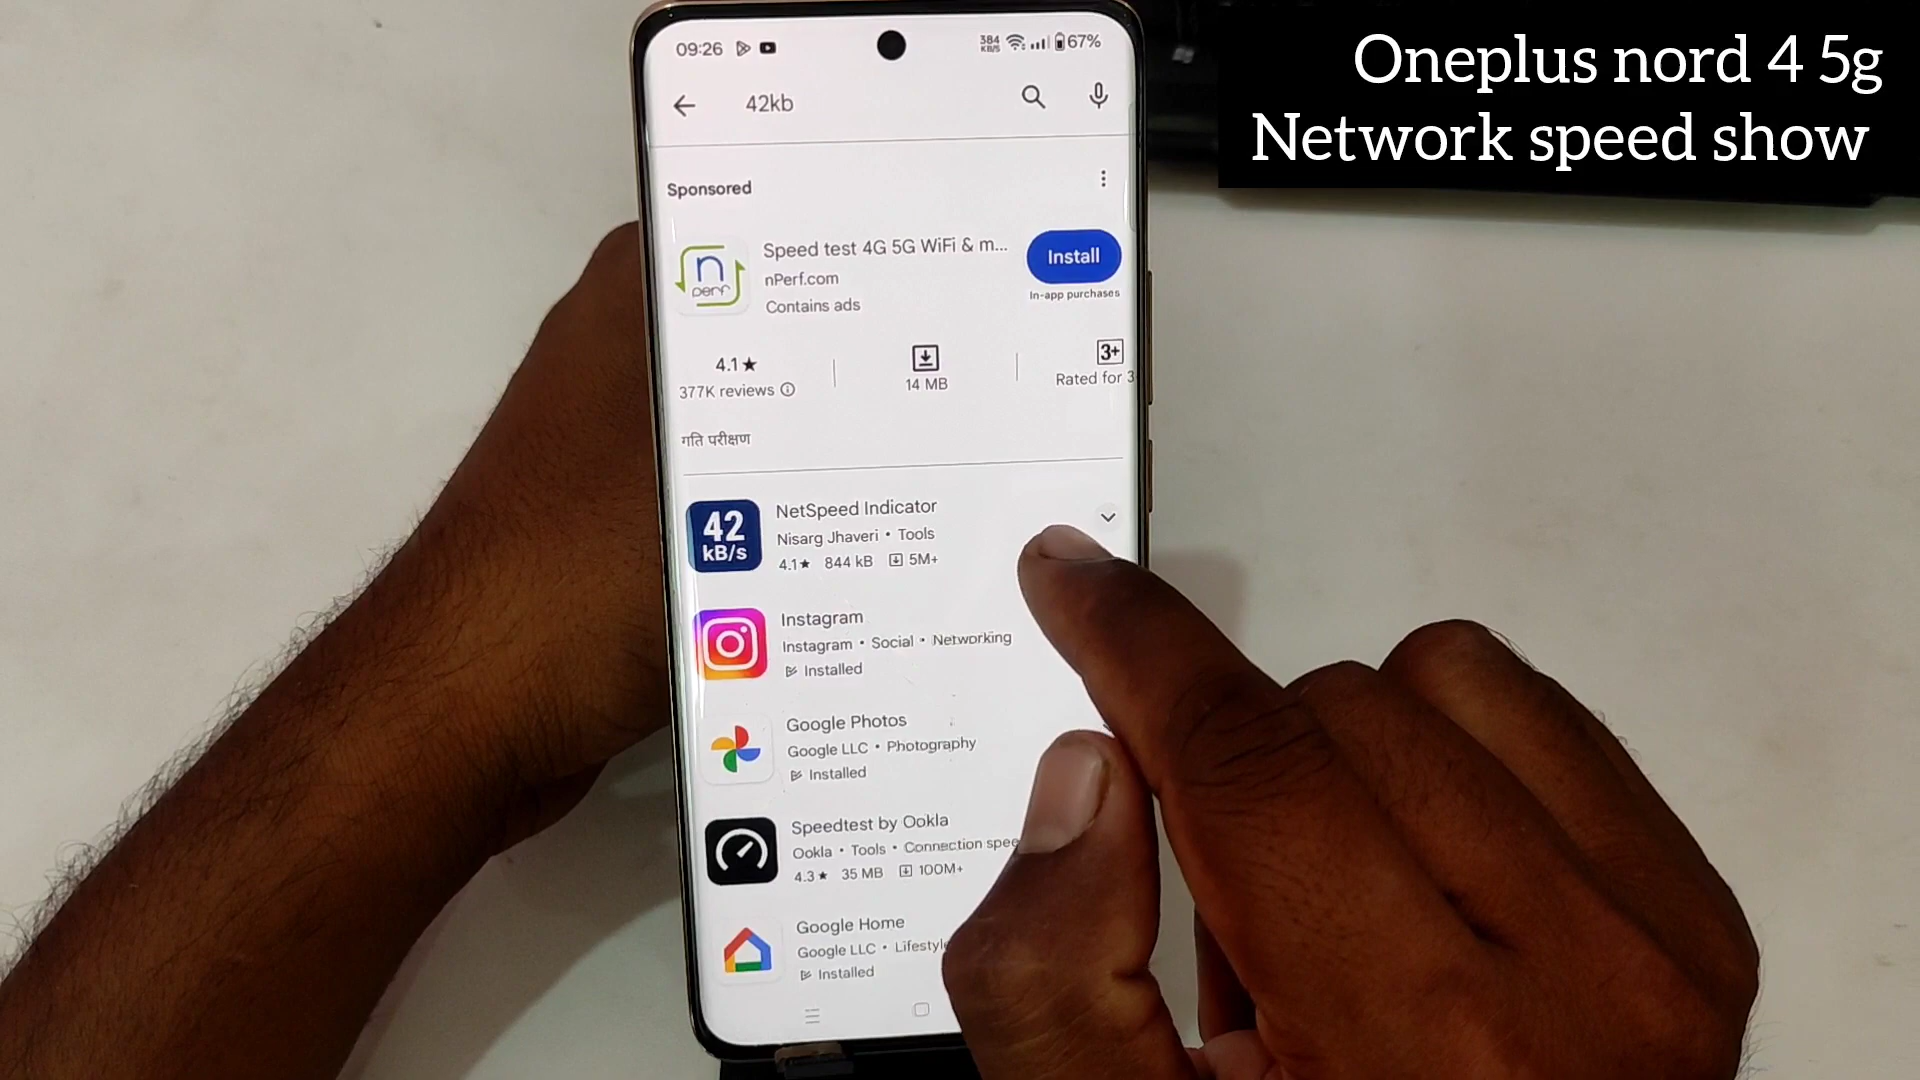 Oneplus nord 4 5g
Network speed show
09:26
384
KB/S
67%
42kb
Sponsored
Speed test 4G 5G WiFi & m...
Install
nPerf.com
In-app purchases
Contains ads
n
perf
4.1★
3+
377K reviews
14 MB
Rated for 3
गति परीक्षण
42
kB/s
NetSpeed Indicator
Nisarg Jhaveri • Tools
4.1★ 844 kB 5M+
Instagram
Instagram • Social • Networking
Installed
Google Photos
Google LLC • Photography
Installed
Speedtest by Ookla
Ookla • Tools • Connection spee
4.3★ 35 MB 100M+
Google Home
Google LLC • Lifestyle
Installed